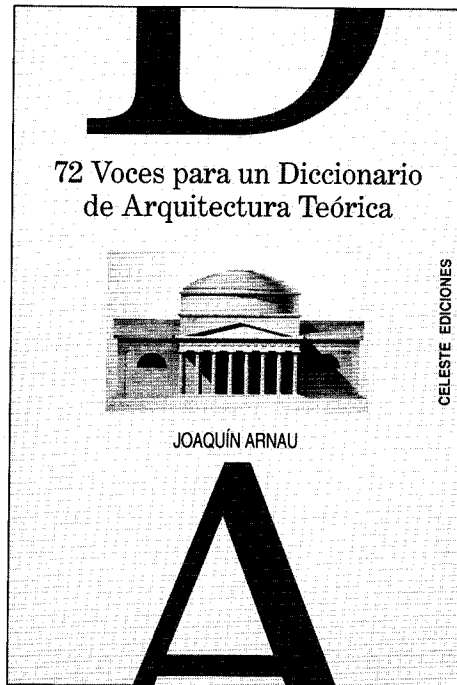 D
72 Voces para un Diccionario
de Arquitectura Teórica
CELESTE EDICIONES
JOAQUÍN ARNAU
A